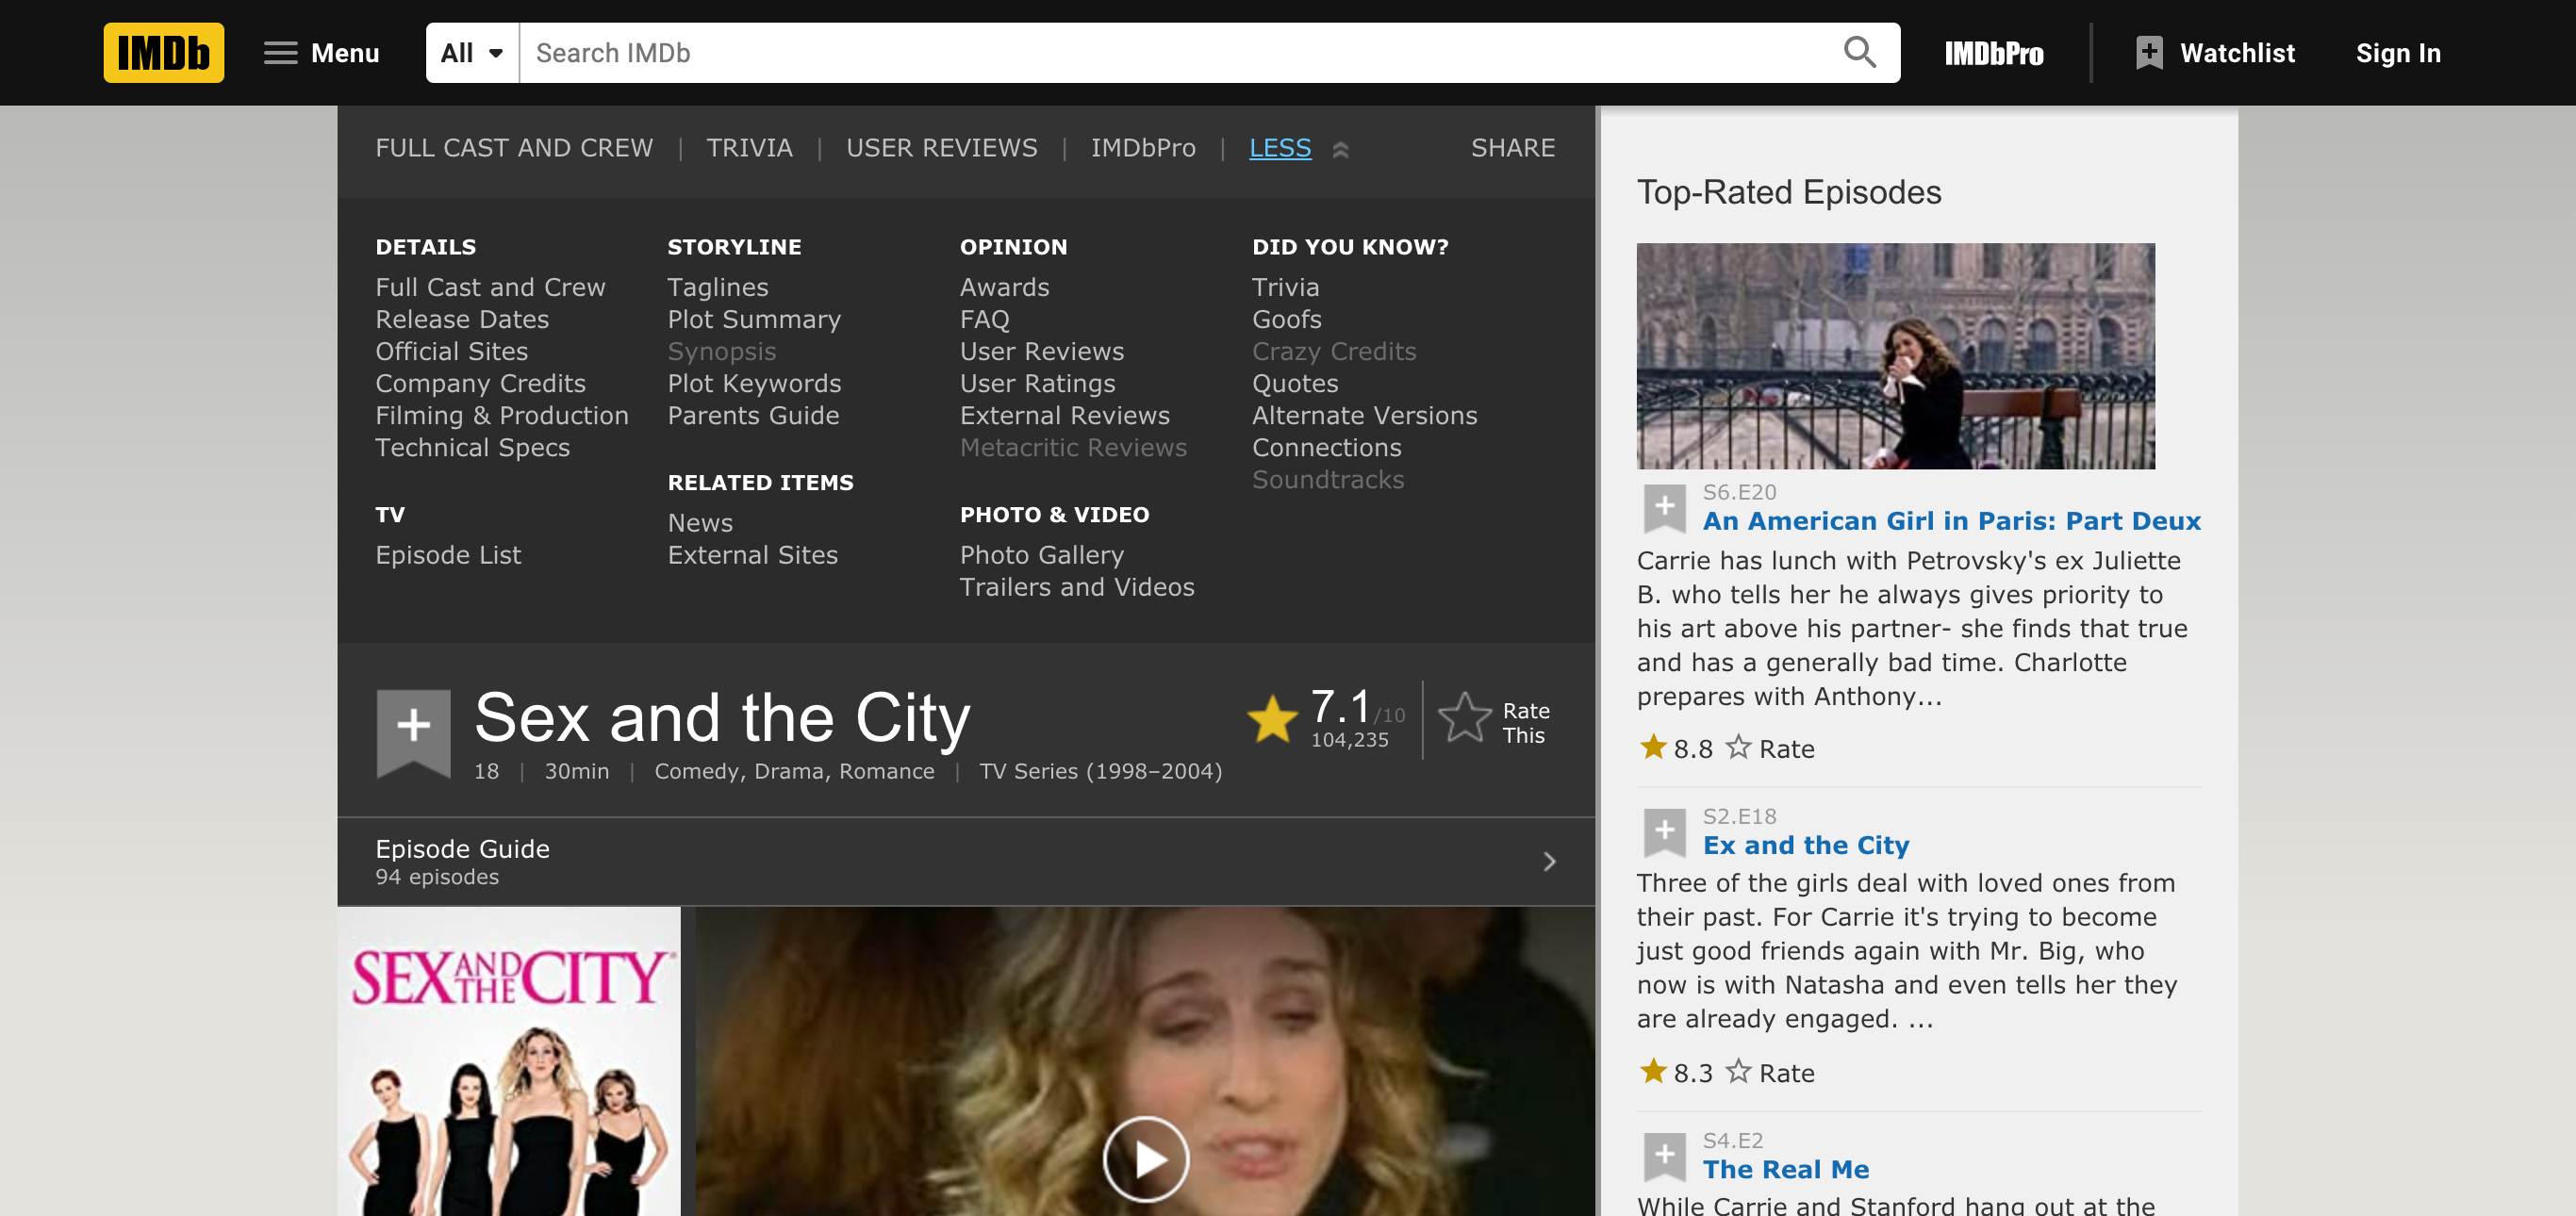 IMDb
Menu
All
Search IMDb
IMDbPro
Watchlist
Sign In
FULL CAST AND CREW | TRIVIA | USER REVIEWS | IMDbPro | LESS
SHARE
DETAILS
Full Cast and Crew
Release Dates
Official Sites
Company Credits
Filming & Production
Technical Specs
TV
Episode List
STORYLINE
Taglines
Plot Summary
Synopsis
Plot Keywords
Parents Guide
RELATED ITEMS
News
External Sites
OPINION
Awards
FAQ
User Reviews
User Ratings
External Reviews
Metacritic Reviews
PHOTO & VIDEO
Photo Gallery
Trailers and Videos
DID YOU KNOW?
Trivia
Goofs
Crazy Credits
Quotes
Alternate Versions
Connections
Soundtracks
Sex and the City
18 | 30min | Comedy, Drama, Romance | TV Series (1998–2004)
7.1/10
104,235
Rate
This
Episode Guide
94 episodes
SEX AND THE CITY
Top-Rated Episodes
S6.E20
An American Girl in Paris: Part Deux
Carrie has lunch with Petrovsky's ex Juliette
B. who tells her he always gives priority to
his art above his partner- she finds that true
and has a generally bad time. Charlotte
prepares with Anthony...
8.8 Rate
S2.E18
Ex and the City
Three of the girls deal with loved ones from
their past. For Carrie it's trying to become
just good friends again with Mr. Big, who
now is with Natasha and even tells her they
are already engaged. ...
8.3 Rate
S4.E2
The Real Me
While Carrie and Stanford hang out at the